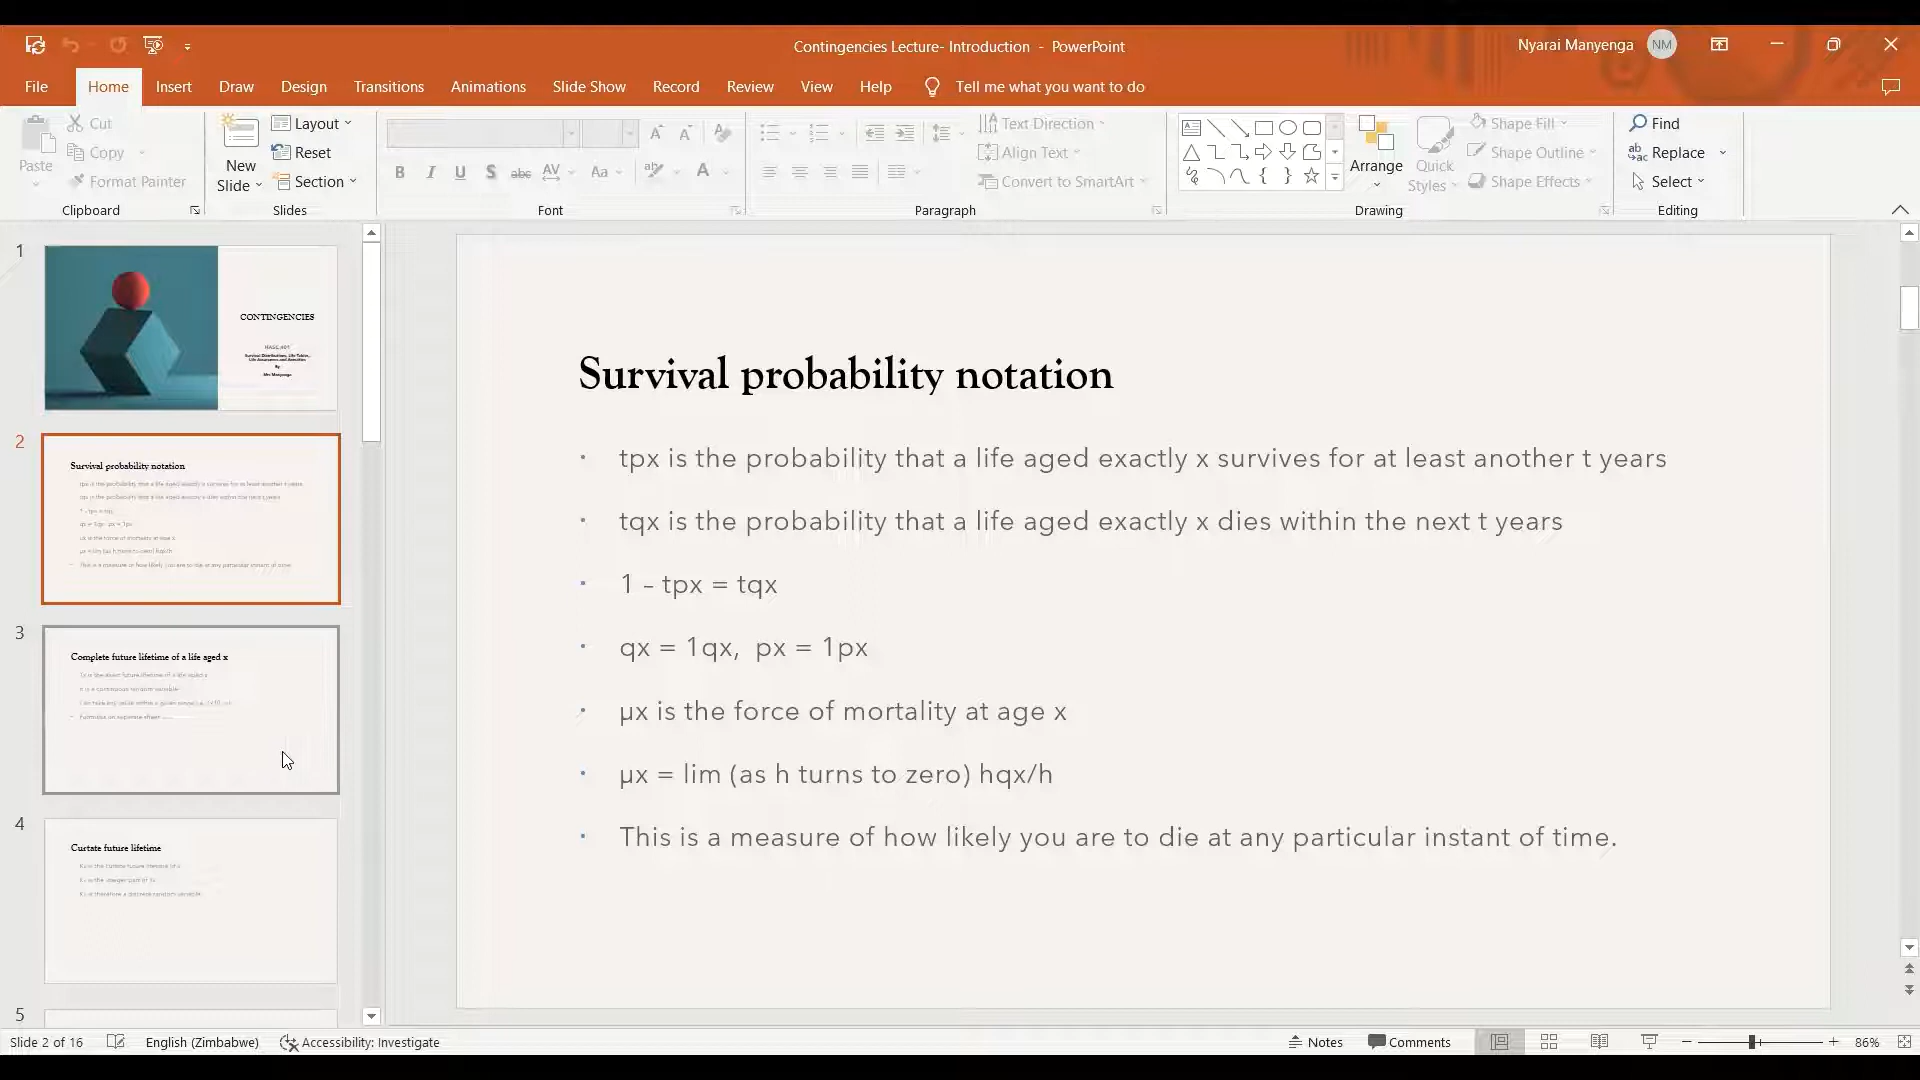 Contingencies Lecture- Introduction - PowerPoint
Nyarai Manyenga NM
File Home Insert Draw Design Transitions Animations Slide Show Record Review View Help Tell me what you want to do
Paste
Cut
Copy
Format Painter
Clipboard
New Slide
Layout
Reset
Section
Slides
Font
Text Direction
Align Text
Convert to SmartArt
Paragraph
Arrange
Quick Styles
Shape Fill
Shape Outline
Shape Effects
Drawing
Find
Replace
Select
Editing
1
CONTINGENCIES
2
Survival probability notation
3
Complete future lifetime of a life aged x
4
Curtate future lifetime
5
Survival probability notation
· tpx is the probability that a life aged exactly x survives for at least another t years
· tqx is the probability that a life aged exactly x dies within the next t years
· 1 – tpx = tqx
· qx = 1qx, px = 1px
· µx is the force of mortality at age x
· µx = lim (as h turns to zero) hqx/h
· This is a measure of how likely you are to die at any particular instant of time.
Slide 2 of 16 English (Zimbabwe) Accessibility: Investigate Notes Comments 86%